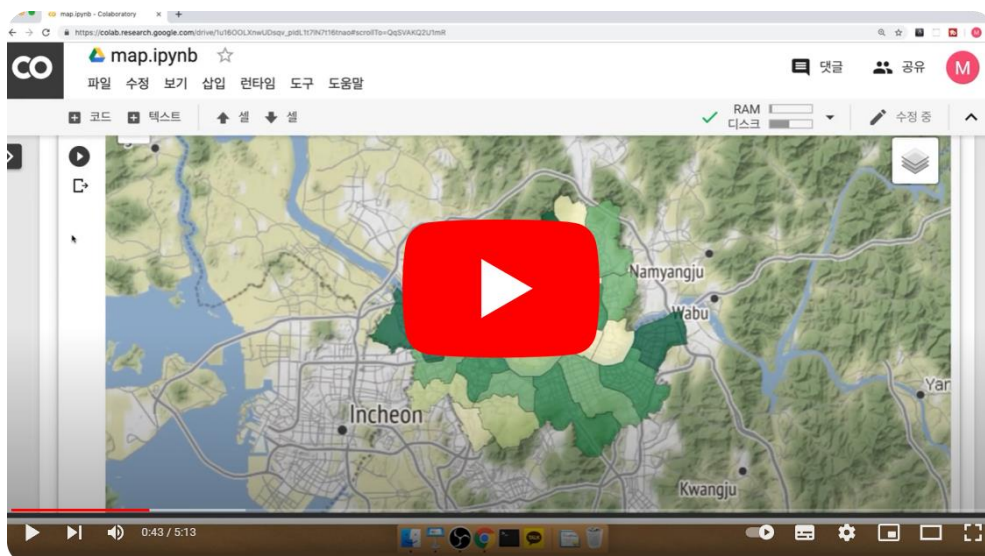 map.ipynb - Colaboratory
CO
map.ipynb
파일 수정 보기 삽입 런타임 도구 도움말
댓글 공유 M
코드 텍스트 셀 셀
RAM
디스크
수정 중
Namyangju
Wabu
Yan
Incheon
Kwangju
0:43 / 5:13